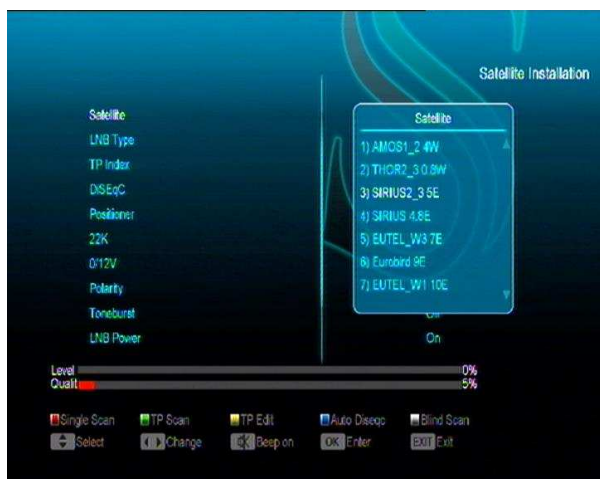 Satellite Installation
Satellite
LNB Type
TP Index
DiSEqC
Positioner
22K
0/12V
Polarity
Toneburst
LNB Power
Satellite
1) AMOS1_2 4W
2) THOR2_3 0.8W
3) SIRIUS2_3 5E
4) SIRIUS 4.8E
5) EUTEL_W3 7E
6) Eurobird 9E
7) EUTEL_W1 10E
Off
On
Level 0%
Qualit 5%
Single Scan TP Scan TP Edit Auto Diseqc Blind Scan
Select Change Beep on OK Enter EXIT Exit